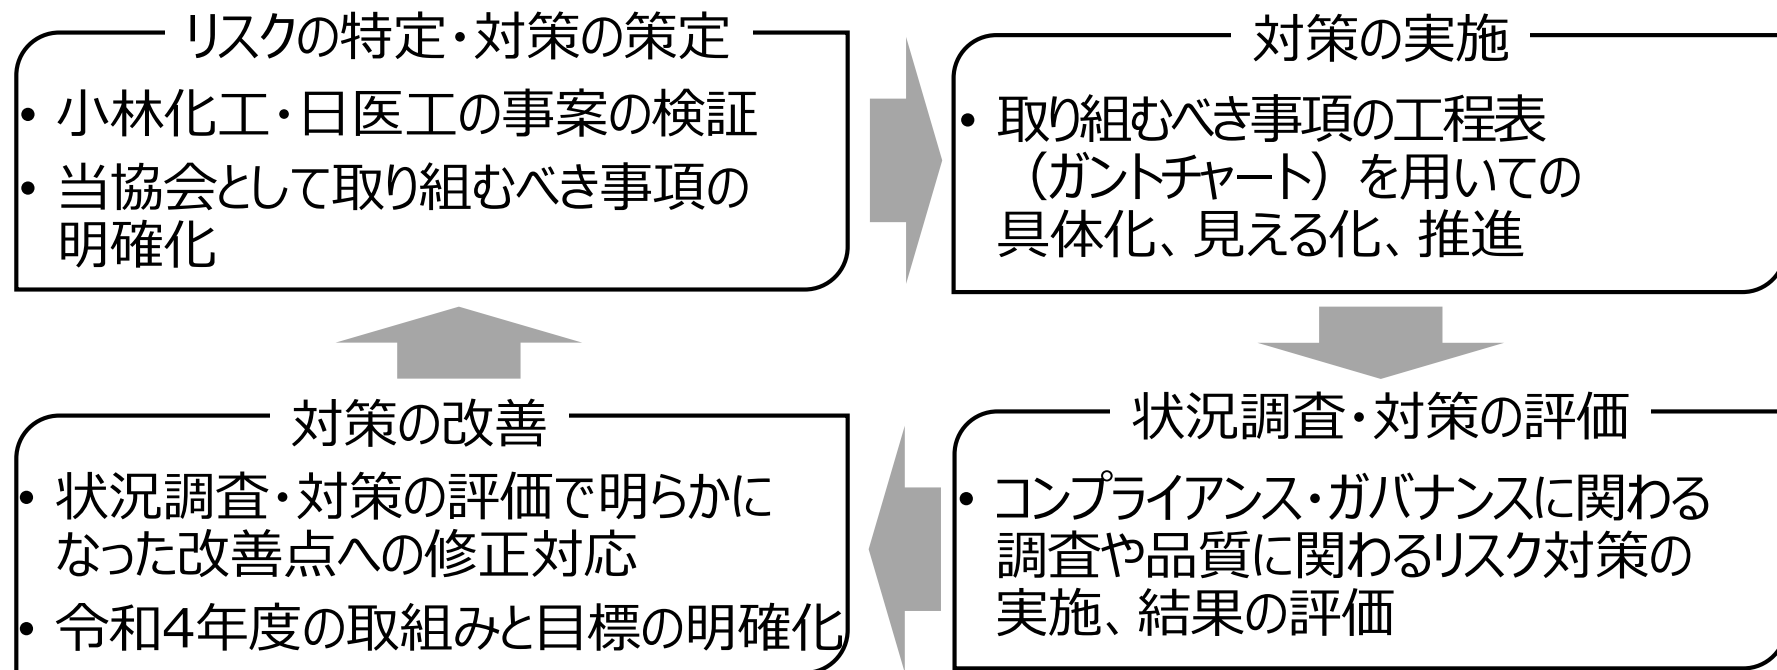 リスクの特定・対策の策定
• 小林化工・日医工の事案の検証
• 当協会として取り組むべき事項の
明確化
対策の実施
• 取り組むべき事項の工程表
（ガントチャート）を用いての
具体化、見える化、推進
状況調査・対策の評価
• コンプライアンス・ガバナンスに関わる
調査や品質に関わるリスク対策の
実施、結果の評価
対策の改善
• 状況調査・対策の評価で明らかに
なった改善点への修正対応
• 令和4年度の取組みと目標の明確化